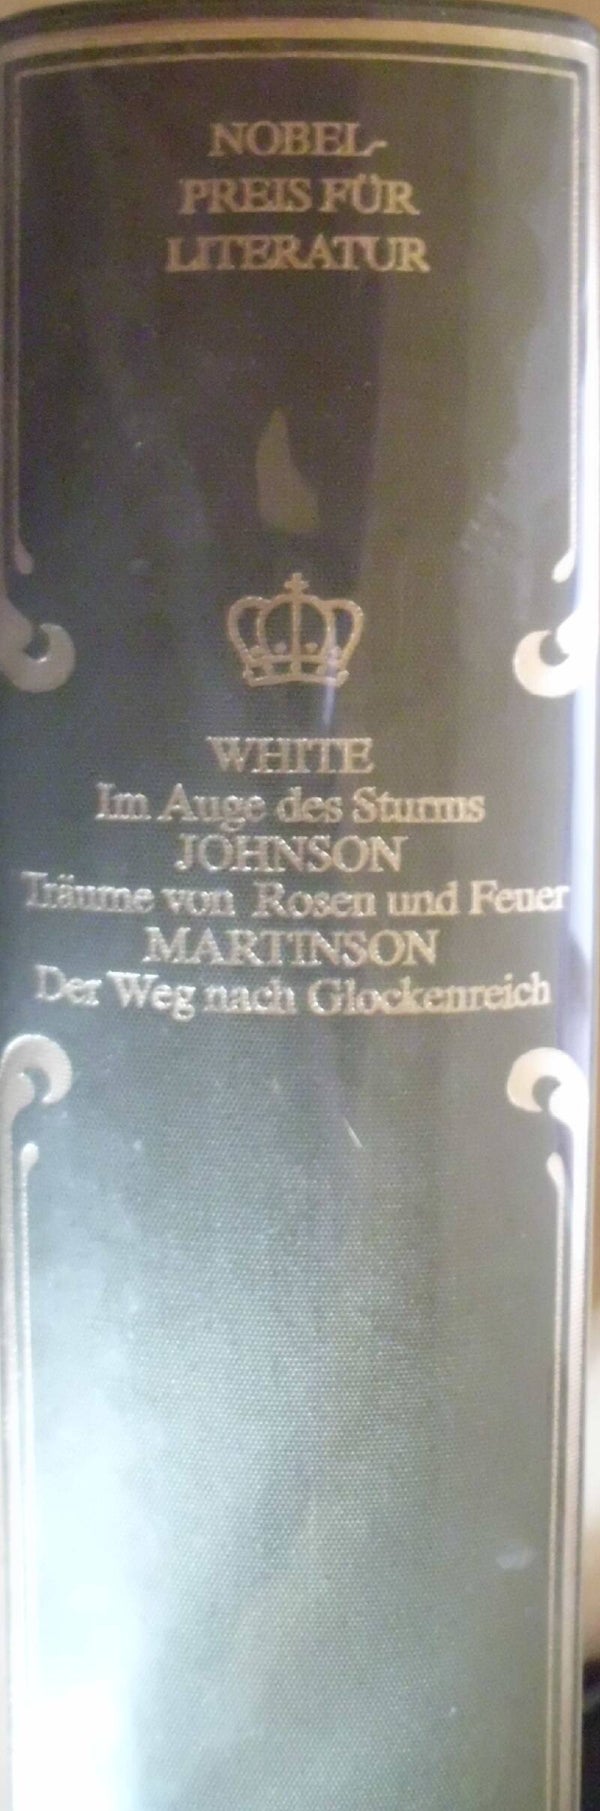 NOBEL-
PREIS FÜR
LITERATUR
WHITE
Im Auge des Sturms
JOHNSON
Träume von Rosen und Feuer
MARTINSON
Der Weg nach Glockenreich